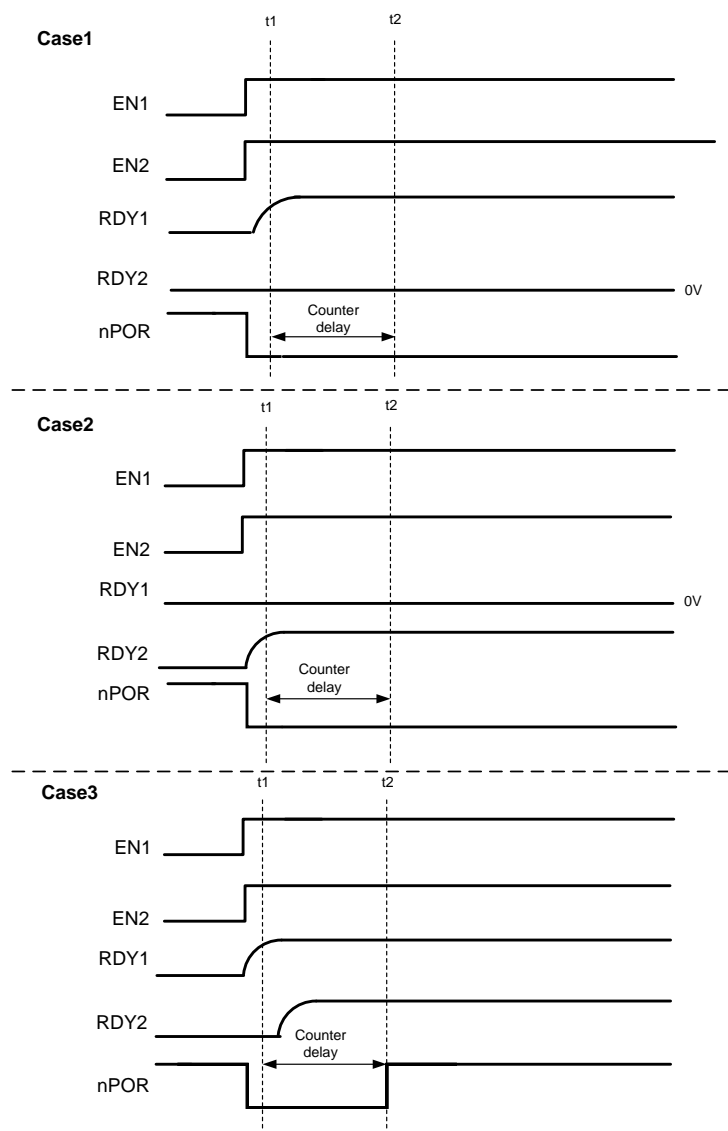 t1
t2
Case1
EN1
EN2
RDY1
RDY2
0V
nPOR
Counter
delay
t1
t2
Case2
EN1
EN2
RDY1
0V
RDY2
nPOR
Counter
delay
t1
t2
Case3
EN1
EN2
RDY1
RDY2
nPOR
Counter
delay